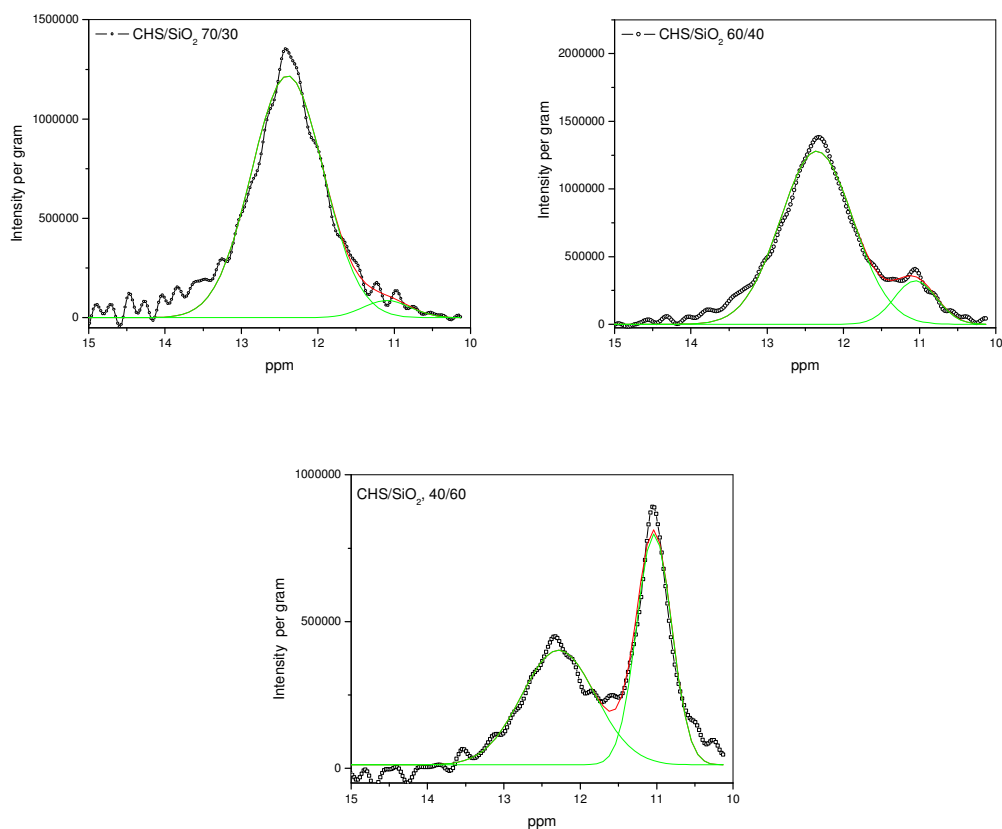 CHS/SiO₂ 70/30
1500000
1000000
500000
0
Intensity per gram
15 14 13 12 11 10
ppm
CHS/SiO₂ 60/40
2000000
1500000
1000000
500000
0
Intensity per gram
15 14 13 12 11 10
ppm
CHS/SiO₂, 40/60
1000000
500000
0
Intensity per gram
15 14 13 12 11 10
ppm